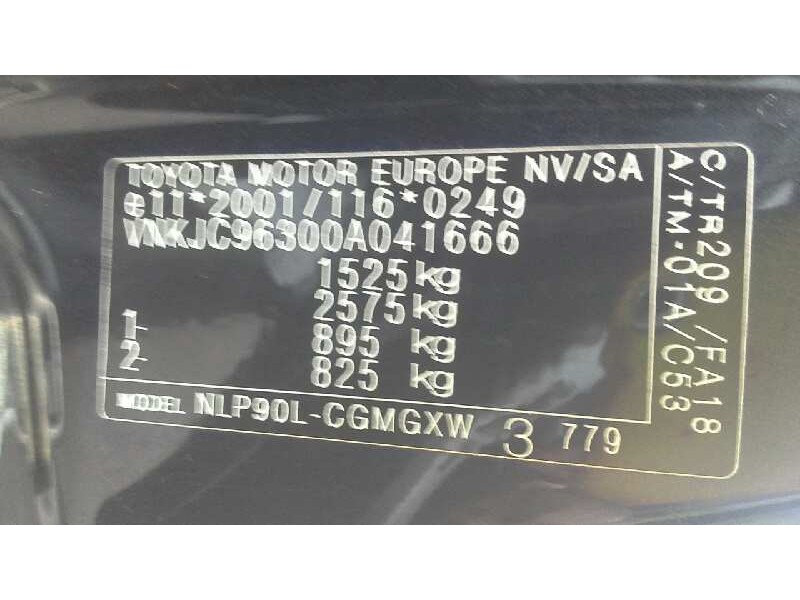 TOYOTA MOTOR EUROPE NV/SA
e11*2001/116*0249
VNKJC96300A041666
1525 kg
2575 kg
1- 895 kg
2- 825 kg
MODEL NLP90L-CGMGXW 3 779
C/TR209 /FA18
A/TM-01A/C53